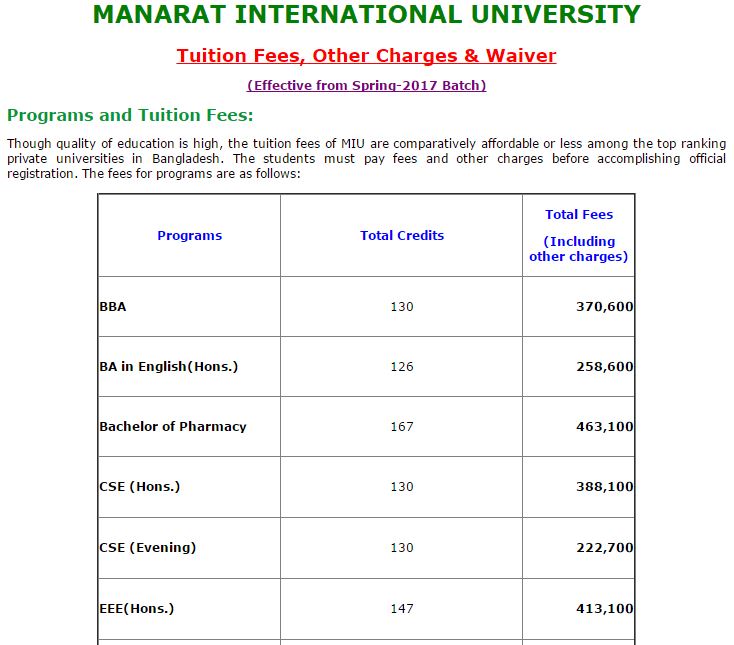 MANARAT INTERNATIONAL UNIVERSITY
Tuition Fees, Other Charges & Waiver
(Effective from Spring-2017 Batch)
Programs and Tuition Fees:
Though quality of education is high, the tuition fees of MIU are comparatively affordable or less among the top ranking
private universities in Bangladesh. The students must pay fees and other charges before accomplishing official
registration. The fees for programs are as follows:
Programs Total Credits Total Fees
(Including
other charges)
BBA 130 370,600
BA in English(Hons.) 126 258,600
Bachelor of Pharmacy 167 463,100
CSE (Hons.) 130 388,100
CSE (Evening) 130 222,700
EEE(Hons.) 147 413,100